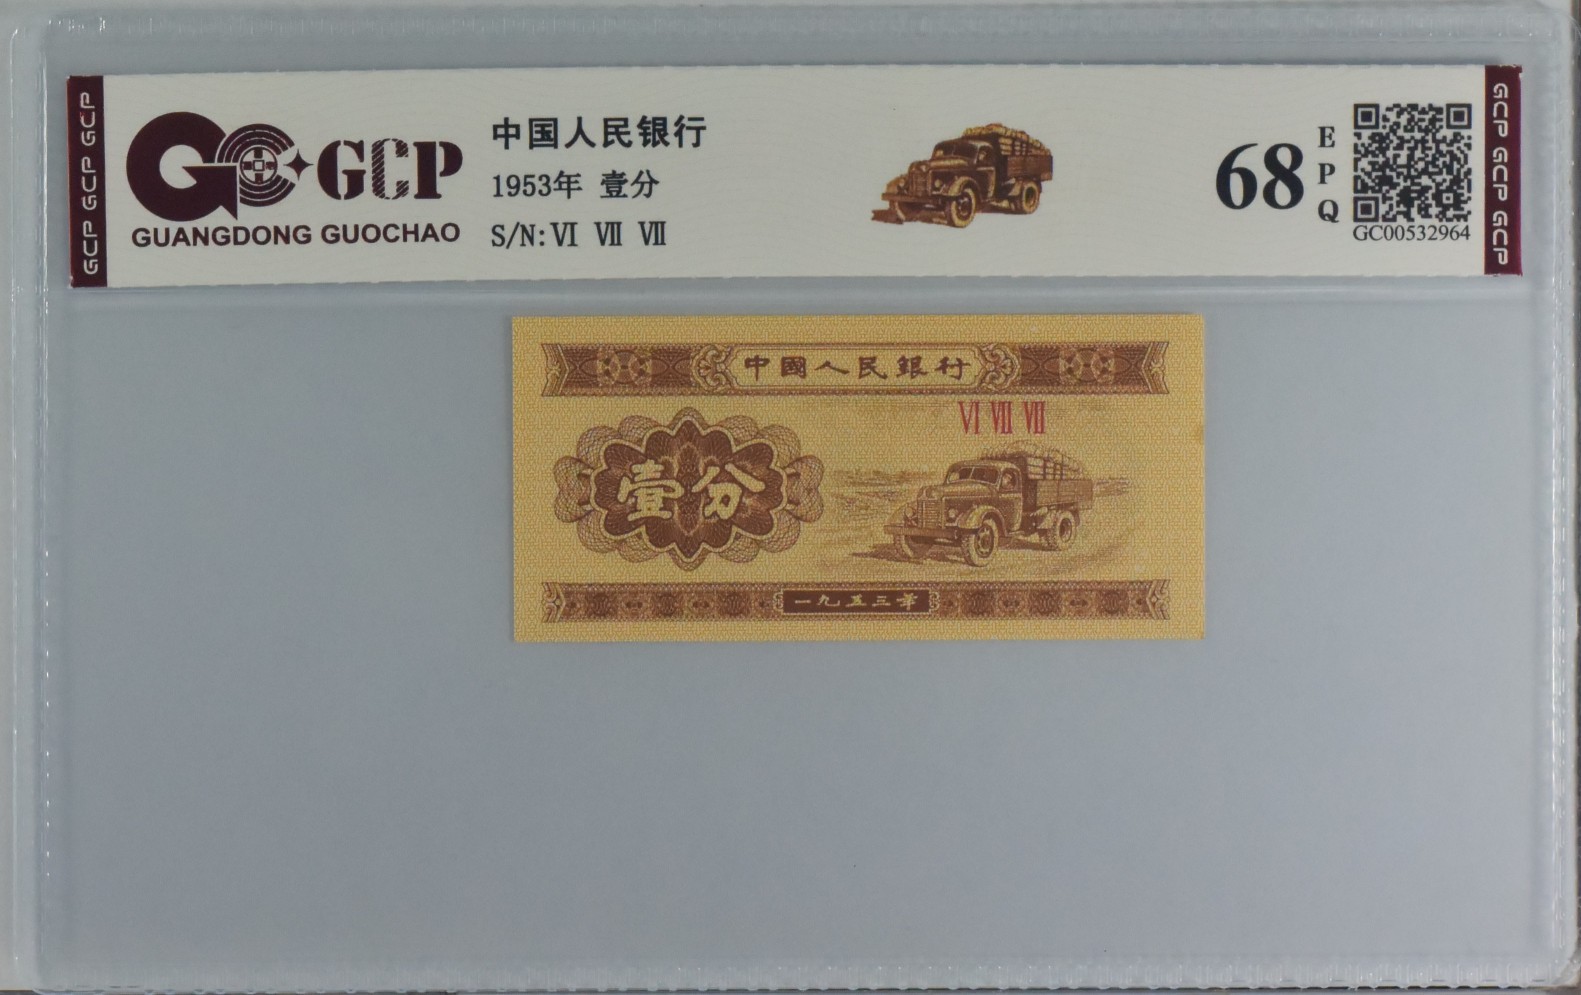 GCP GCP GCP
GCP
GUANGDONG GUOCHAO
中国人民银行
1953年 壹分
S/N: Ⅵ Ⅶ Ⅶ
68
E
P
Q
GC00532964
GCP GCP GCP
中國人民銀行
Ⅵ Ⅶ Ⅶ
壹分
一九五三年